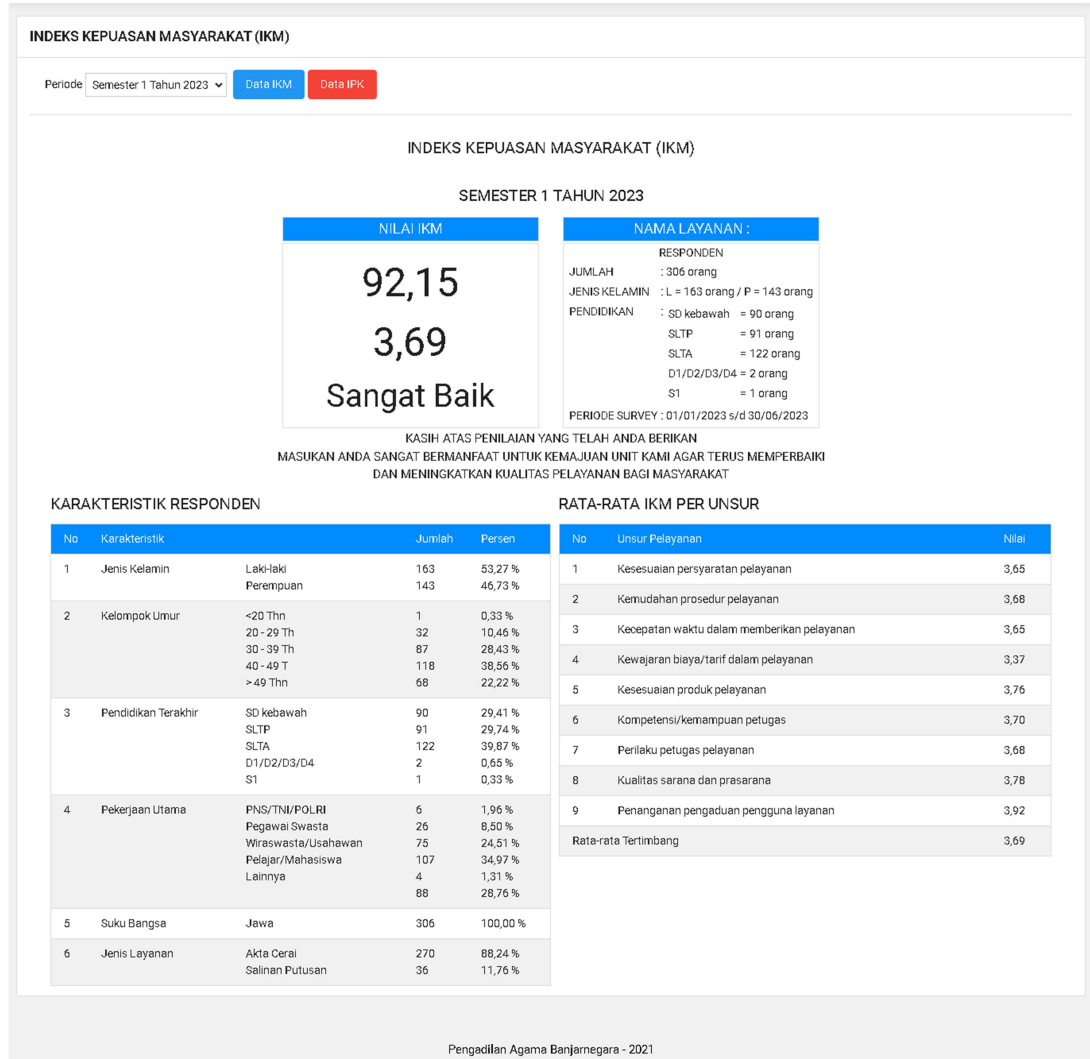 INDEKS KEPUASAN MASYARAKAT (IKM)
Periode Semester 1 Tahun 2023 Data IKM Data IPK
INDEKS KEPUASAN MASYARAKAT (IKM)
SEMESTER 1 TAHUN 2023
NILAI IKM
92,15
3,69
Sangat Baik
NAMA LAYANAN :
RESPONDEN
JUMLAH : 306 orang
JENIS KELAMIN : L = 163 orang / P = 143 orang
PENDIDIKAN : SD kebawah = 90 orang
SLTP = 91 orang
SLTA = 122 orang
D1/D2/D3/D4 = 2 orang
S1 = 1 orang
PERIODE SURVEY : 01/01/2023 s/d 30/06/2023
KASIH ATAS PENILAIAN YANG TELAH ANDA BERIKAN
MASUKAN ANDA SANGAT BERMANFAAT UNTUK KEMAJUAN UNIT KAMI AGAR TERUS MEMPERBAIKI
DAN MENINGKATKAN KUALITAS PELAYANAN BAGI MASYARAKAT
KARAKTERISTIK RESPONDEN
No Karakteristik Jumlah Persen
1 Jenis Kelamin Laki-laki 163 53,27 %
Perempuan 143 46,73 %
2 Kelompok Umur <20 Thn 1 0,33 %
20 - 29 Th 32 10,46 %
30 - 39 Th 87 28,43 %
40 - 49 T 118 38,56 %
> 49 Thn 68 22,22 %
3 Pendidikan Terakhir SD kebawah 90 29,41 %
SLTP 91 29,74 %
SLTA 122 39,87 %
D1/D2/D3/D4 2 0,65 %
S1 1 0,33 %
4 Pekerjaan Utama PNS/TNI/POLRI 6 1,96 %
Pegawai Swasta 26 8,50 %
Wiraswasta/Usahawan 75 24,51 %
Pelajar/Mahasiswa 107 34,97 %
Lainnya 4 1,31 %
88 28,76 %
5 Suku Bangsa Jawa 306 100,00 %
6 Jenis Layanan Akta Cerai 270 88,24 %
Salinan Putusan 36 11,76 %
RATA-RATA IKM PER UNSUR
No Unsur Pelayanan Nilai
1 Kesesuaian persyaratan pelayanan 3,65
2 Kemudahan prosedur pelayanan 3,68
3 Kecepatan waktu dalam memberikan pelayanan 3,65
4 Kewajaran biaya/tarif dalam pelayanan 3,37
5 Kesesuaian produk pelayanan 3,76
6 Kompetensi/kemampuan petugas 3,70
7 Perilaku petugas pelayanan 3,68
8 Kualitas sarana dan prasarana 3,78
9 Penanganan pengaduan pengguna layanan 3,92
Rata-rata Tertimbang 3,69
Pengadilan Agama Banjarnegara - 2021